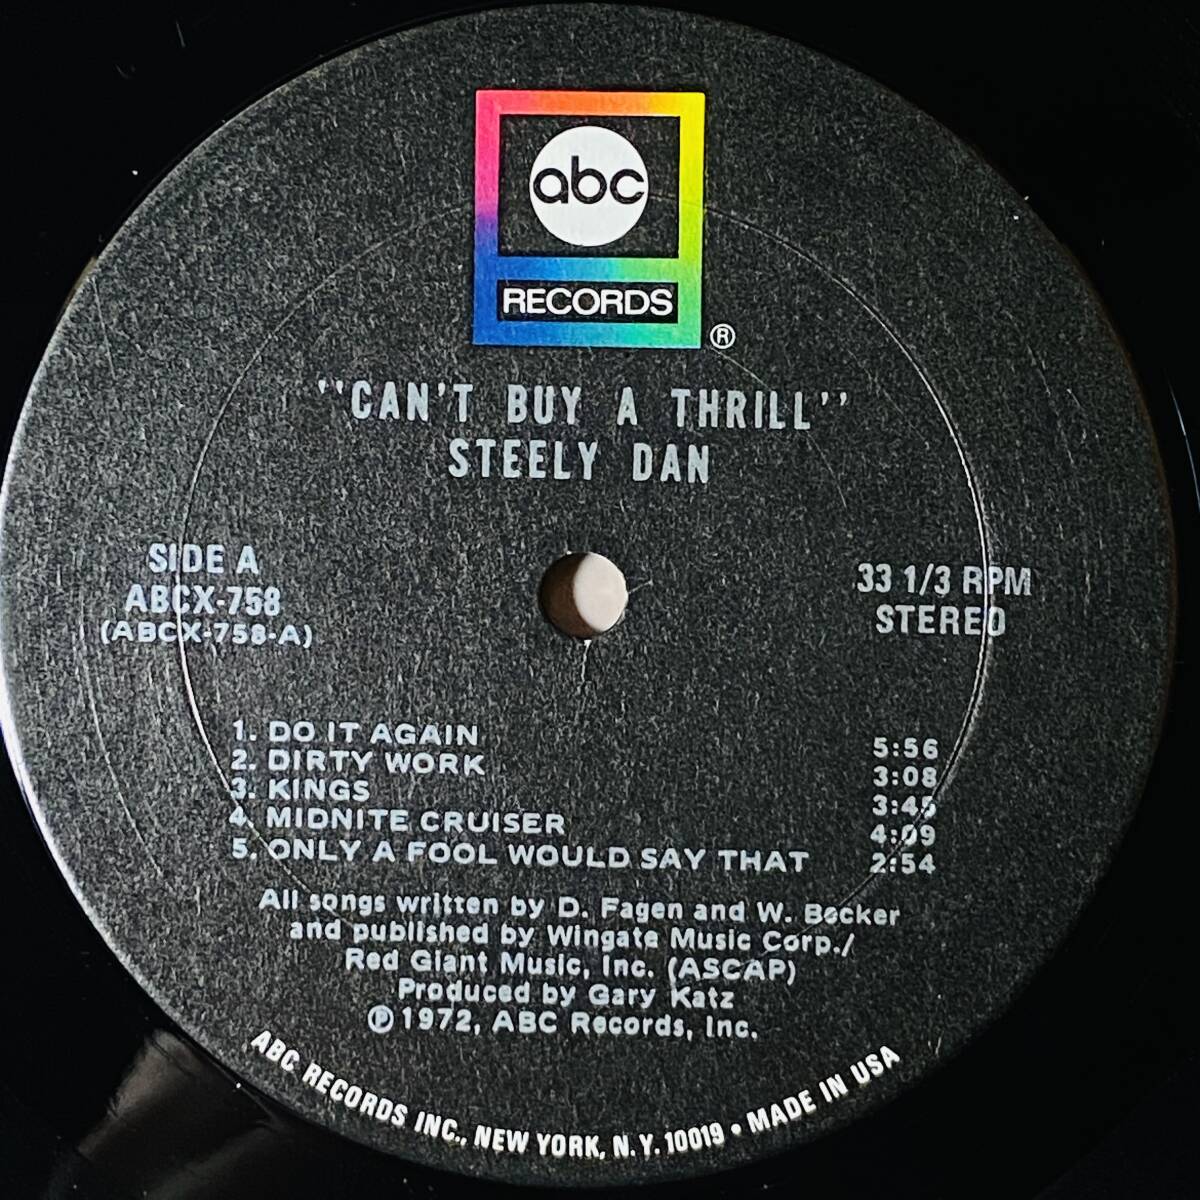 abc
RECORDS
®
"CAN'T BUY A THRILL"
STEELY DAN
SIDE A
ABCX-758
(ABCX-758-A)
33 1/3 RPM
STEREO
1. DO IT AGAIN 5:56
2. DIRTY WORK 3:08
3. KINGS 3:45
4. MIDNITE CRUISER 4:09
5. ONLY A FOOL WOULD SAY THAT 2:54
All songs written by D. Fagen and W. Becker
and published by Wingate Music Corp./
Red Giant Music, Inc. (ASCAP)
Produced by Gary Katz
℗1972, ABC Records, Inc.
ABC RECORDS INC., NEW YORK, N.Y. 10019 • MADE IN USA